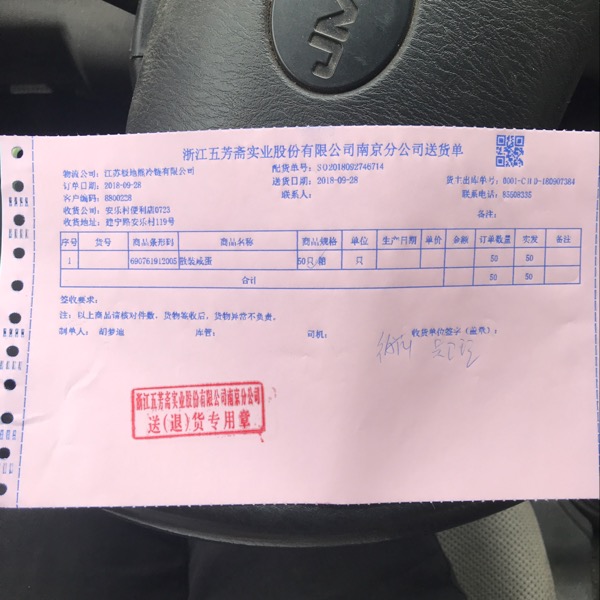 JMC
浙江五芳斋实业股份有限公司南京分公司送货单
物流公司：江苏极地熊冷链有限公司 配货单号：SO2018092746714
订单日期：2018-09-28 送货日期：2018-09-28 货主出库单号：0001-CHD-180907384
客户编码：8800228 联系人： 联系电话：85608335
收货公司：安乐村便利店0723 备注：
收货地址：建宁路安乐村119号
序号 货号 商品条形码 商品名称 商品规格 单位 生产日期 单价 金额 订单数量 实发 备注
1 690761912005 散装咸蛋 50只/箱 只 50 50
合计 50 50
签收要求：
注：以上商品请核对件数，货物签收后，货物异常不负责。
制单人：胡梦迪 库管： 司机： 收货单位签字(盖章)：
浙江五芳斋实业股份有限公司南京分公司
送(退)货专用章